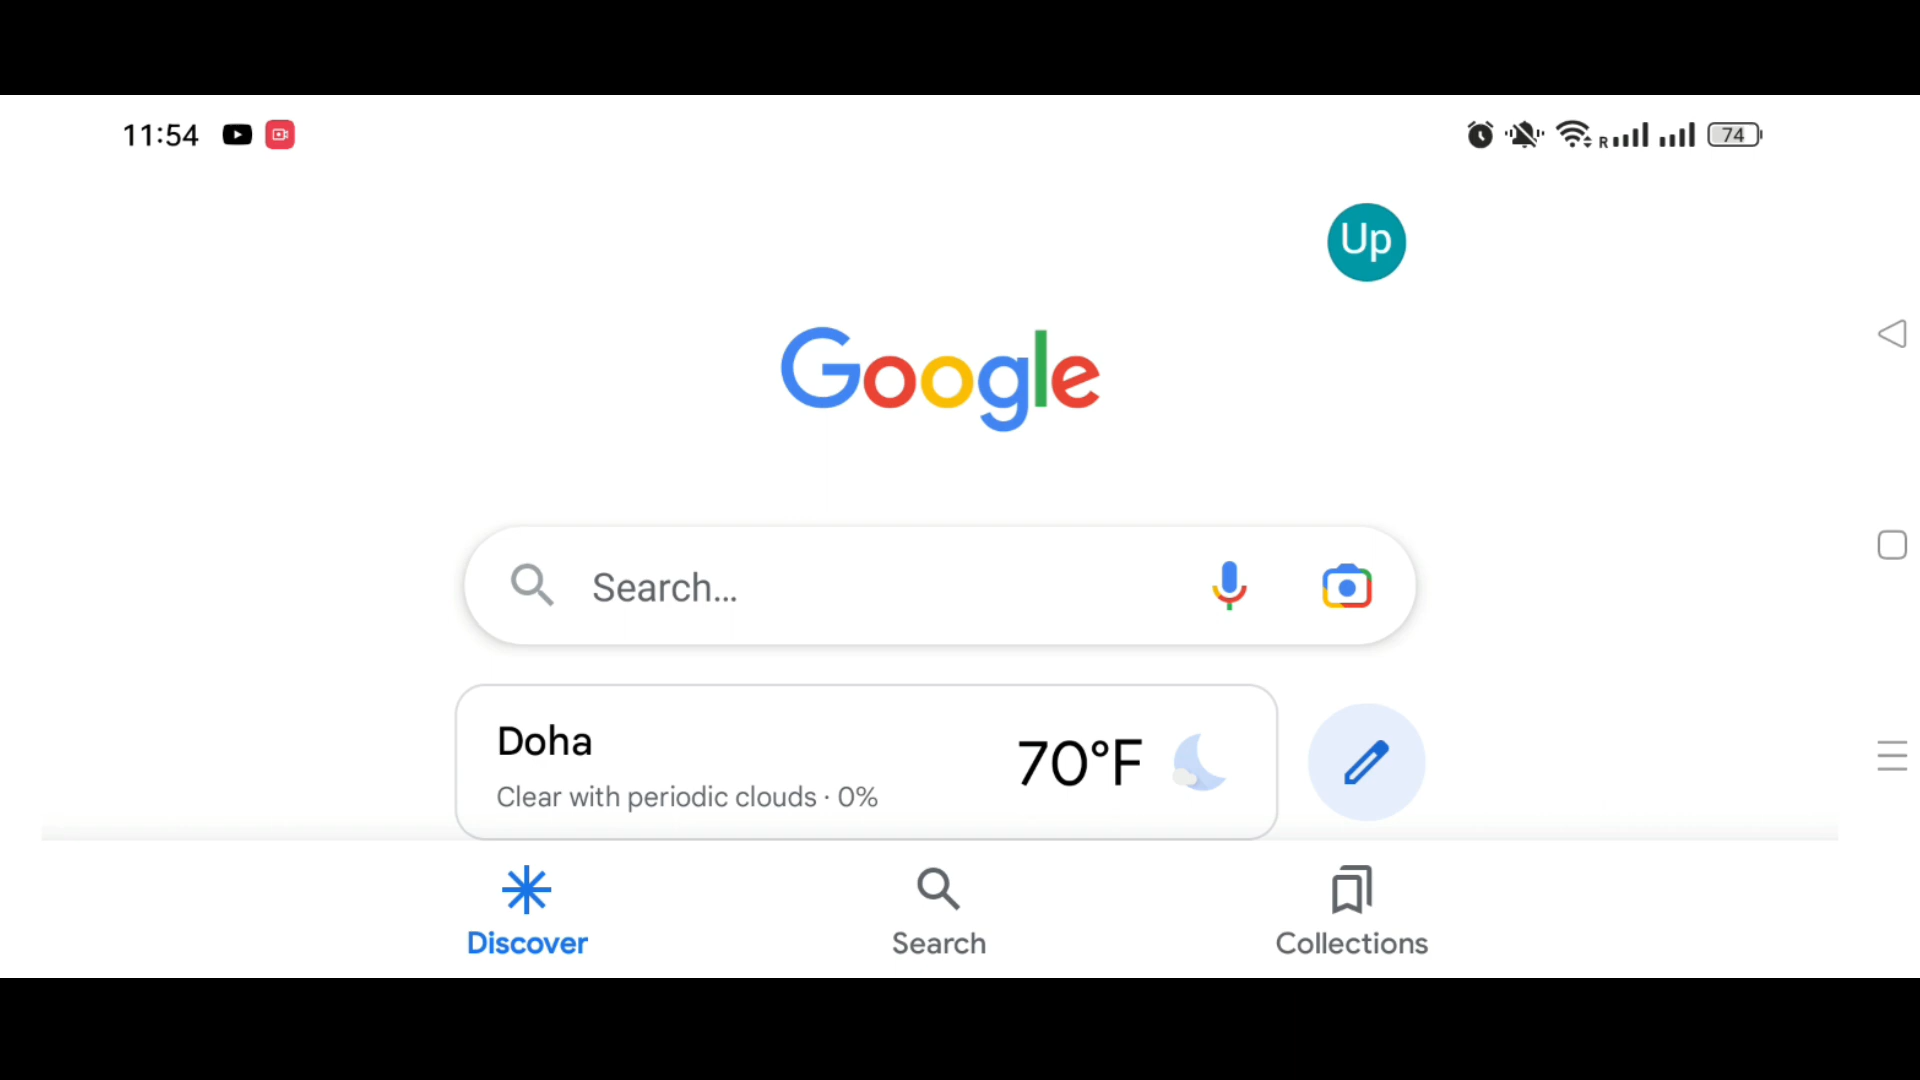 11:54
R 74
Up
Google
Search...
Doha
70°F
Clear with periodic clouds · 0%
Discover
Search
Collections